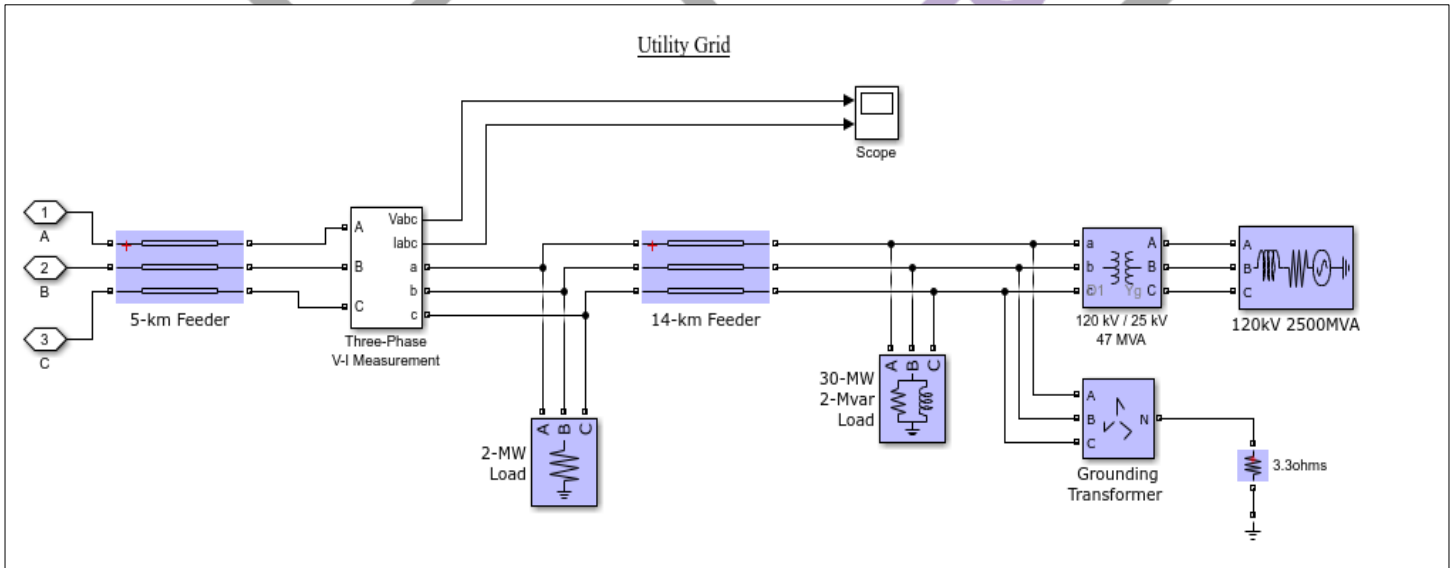 Utility Grid
Scope
1
A
2
B
3
C
5-km Feeder
A
B
C
Vabc
Iabc
a
b
c
Three-Phase
V-I Measurement
A B C
2-MW
Load
14-km Feeder
A B C
30-MW
2-Mvar
Load
a
b
c
D1
Yg
A
B
C
120 kV / 25 kV
47 MVA
A
B
C
120kV 2500MVA
A
B
C
N
Grounding
Transformer
3.3ohms